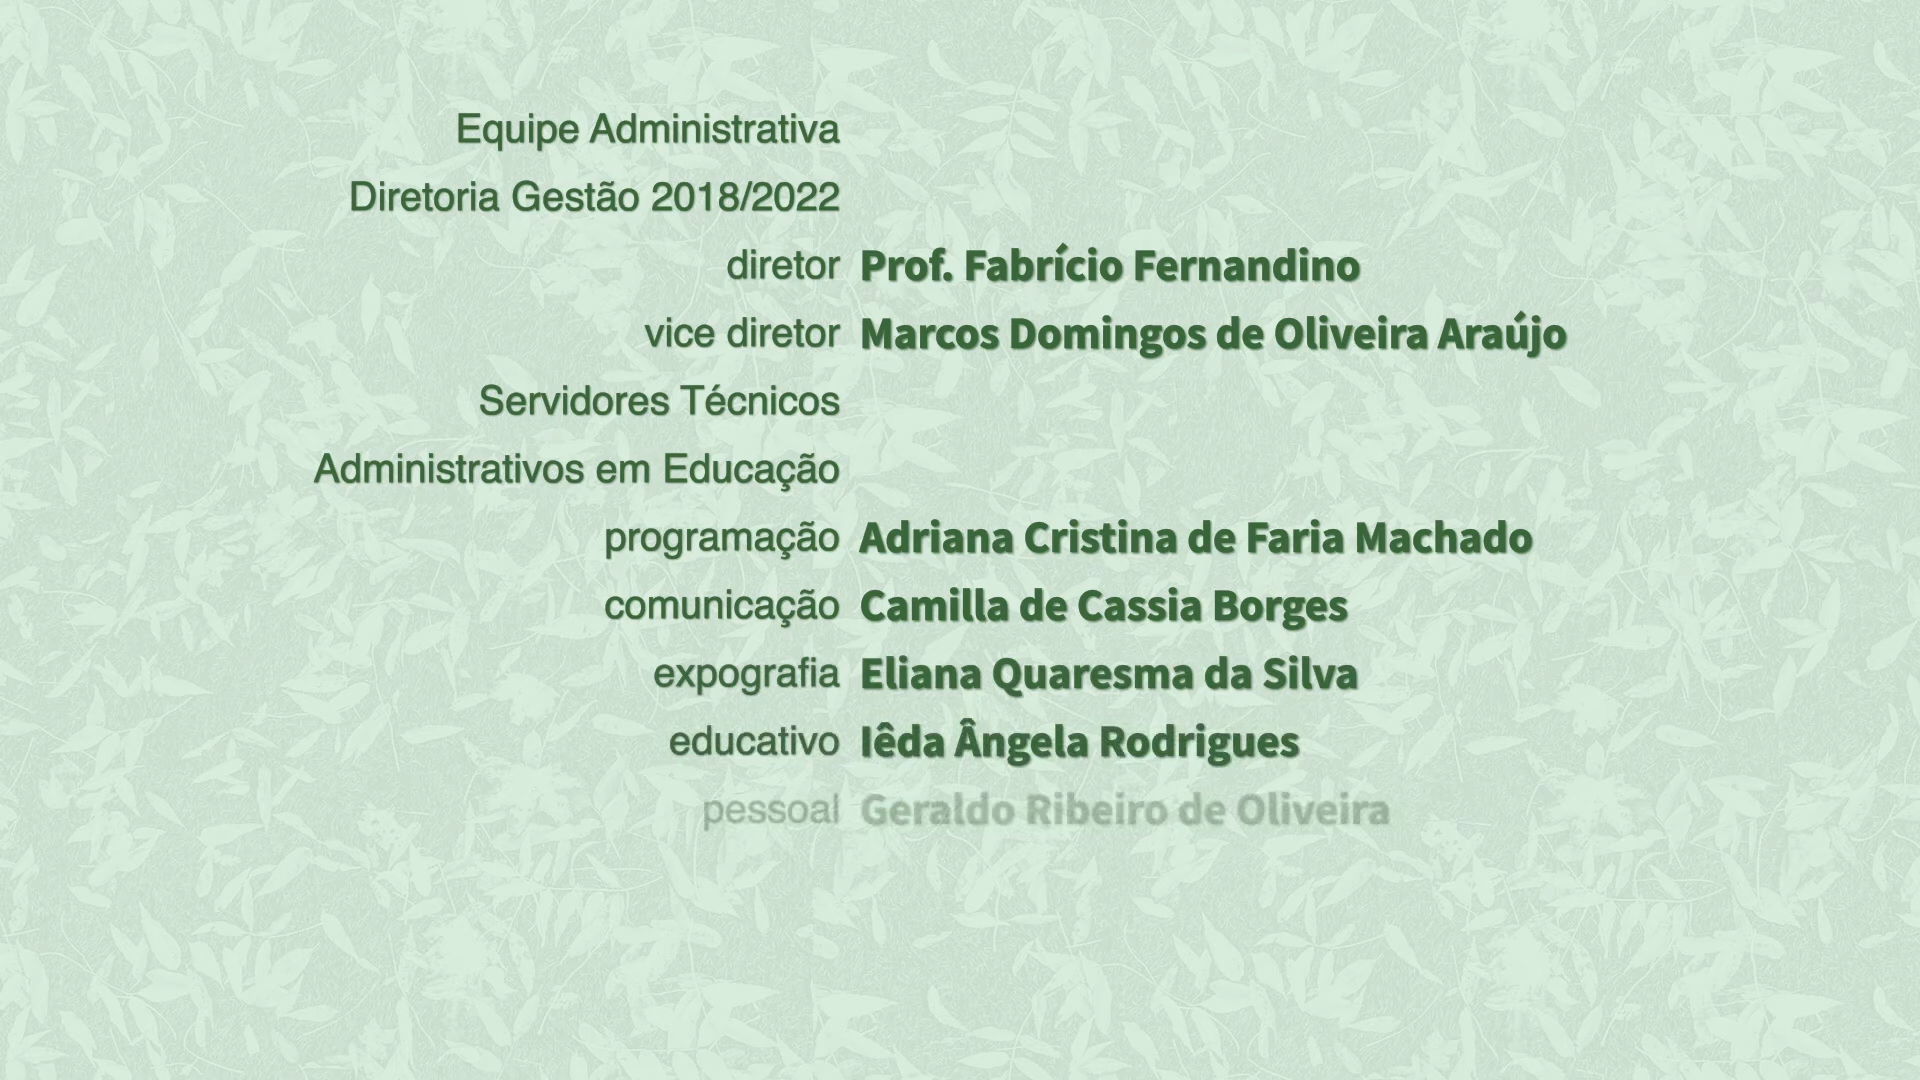 Equipe Administrativa
Diretoria Gestão 2018/2022
diretor Prof. Fabrício Fernandino
vice diretor Marcos Domingos de Oliveira Araújo
Servidores Técnicos
Administrativos em Educação
programação Adriana Cristina de Faria Machado
comunicação Camilla de Cassia Borges
expografia Eliana Quaresma da Silva
educativo Iêda Ângela Rodrigues
pessoal Geraldo Ribeiro de Oliveira